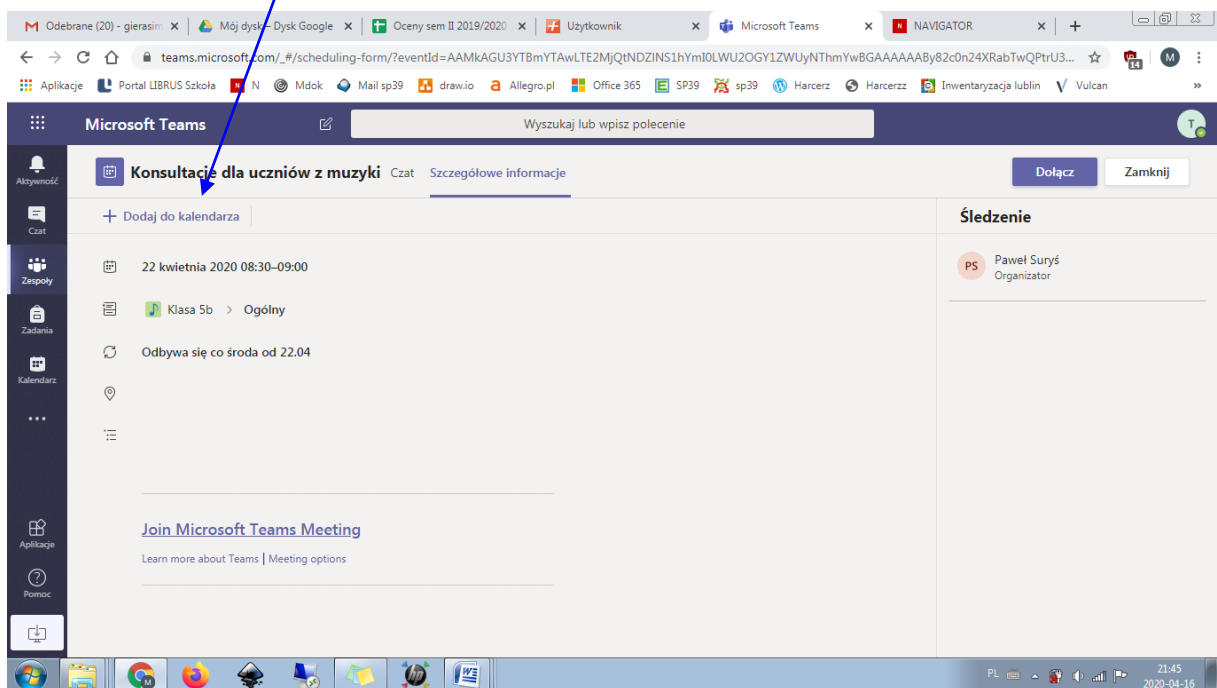 Odebrane (20) - gierasim
Mój dysk – Dysk Google
Oceny sem II 2019/2020
Użytkownik
Microsoft Teams
NAVIGATOR
teams.microsoft.com/_#/scheduling-form/?eventId=
Aplikacje
Portal LIBRUS Szkoła
N
Mdok
Mail sp39
draw.io
Allegro.pl
Office 365
SP39
sp39
Harcerz
Harcerzz
Inwentaryzacja lublin
Vulcan
»
14
M
Microsoft Teams
Wyszukaj lub wpisz polecenie
T
Aktywność
Konsultacje dla uczniów z muzyki Czat Szczegółowe informacje
Dołącz
Zamknij
Czat
+ Dodaj do kalendarza
Śledzenie
Zespoły
22 kwietnia 2020 08:30–09:00
PS
Paweł Suryś
Organizator
Zadania
Klasa 5b > Ogólny
Kalendarz
Odbywa się co środa od 22.04
Join Microsoft Teams Meeting
Learn more about Teams | Meeting options
Aplikacje
Pomoc
PL
21:45
2020-04-16